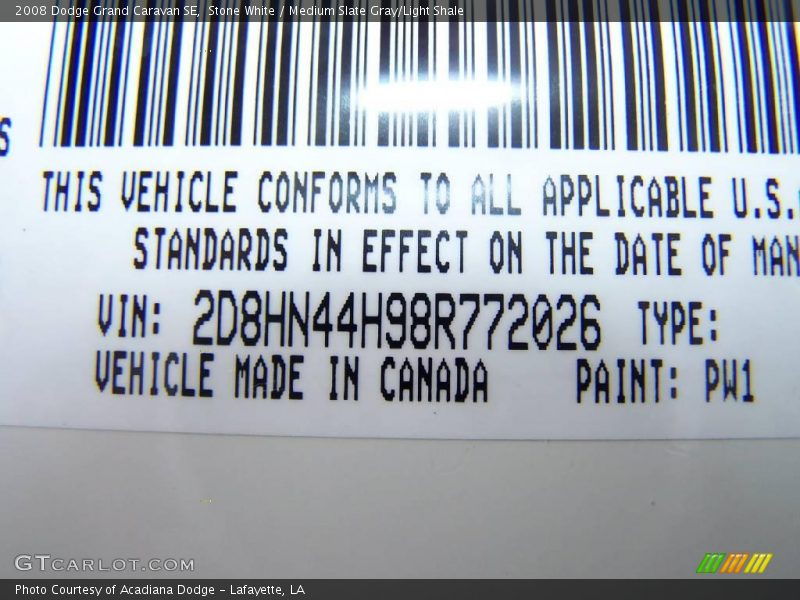 2008 Dodge Grand Caravan SE, Stone White / Medium Slate Gray/Light Shale
S
THIS VEHICLE CONFORMS TO ALL APPLICABLE U.S.
STANDARDS IN EFFECT ON THE DATE OF MAN
VIN: 2D8HN44H98R772026 TYPE:
VEHICLE MADE IN CANADA PAINT: PW1
GTCARLOT.COM
Photo Courtesy of Acadiana Dodge - Lafayette, LA